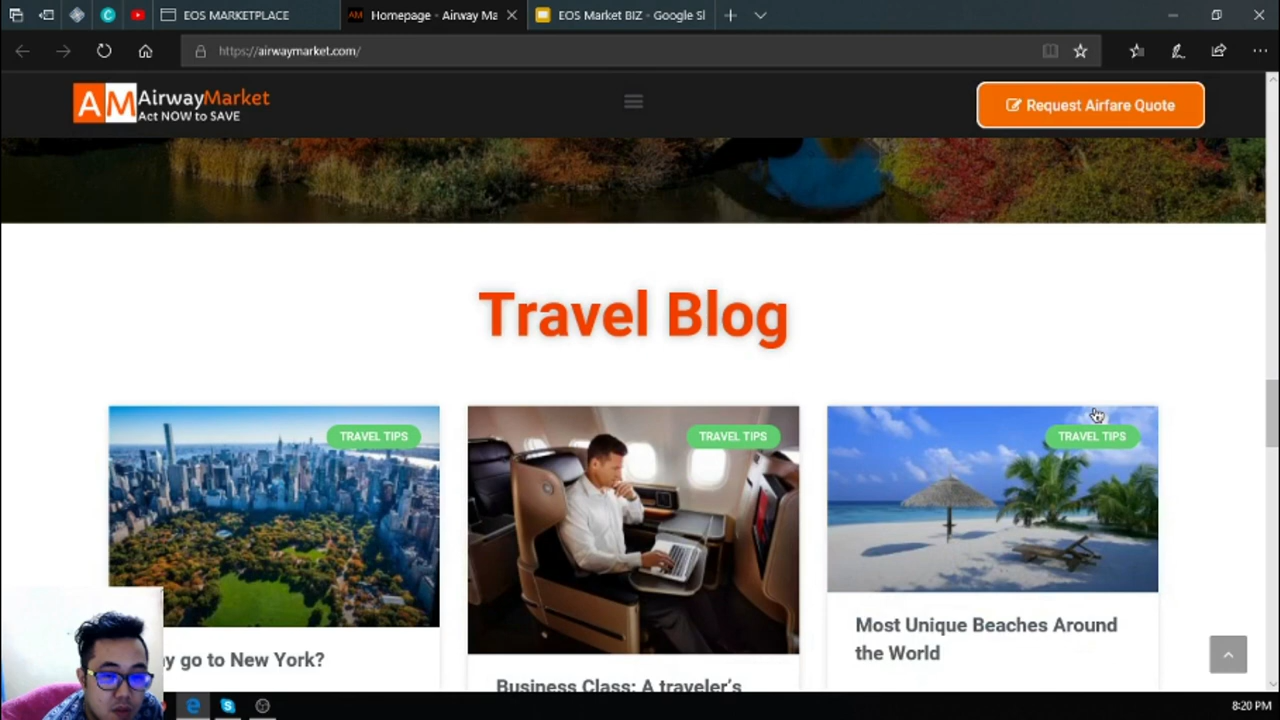 EOS MARKETPLACE
AM Homepage - Airway Ma
EOS Market BIZ - Google Sl
https://airwaymarket.com/
AM AirwayMarket
Act NOW to SAVE
Request Airfare Quote
Travel Blog
TRAVEL TIPS
TRAVEL TIPS
TRAVEL TIPS
y go to New York?
Business Class: A traveler's
Most Unique Beaches Around
the World
8:20 PM